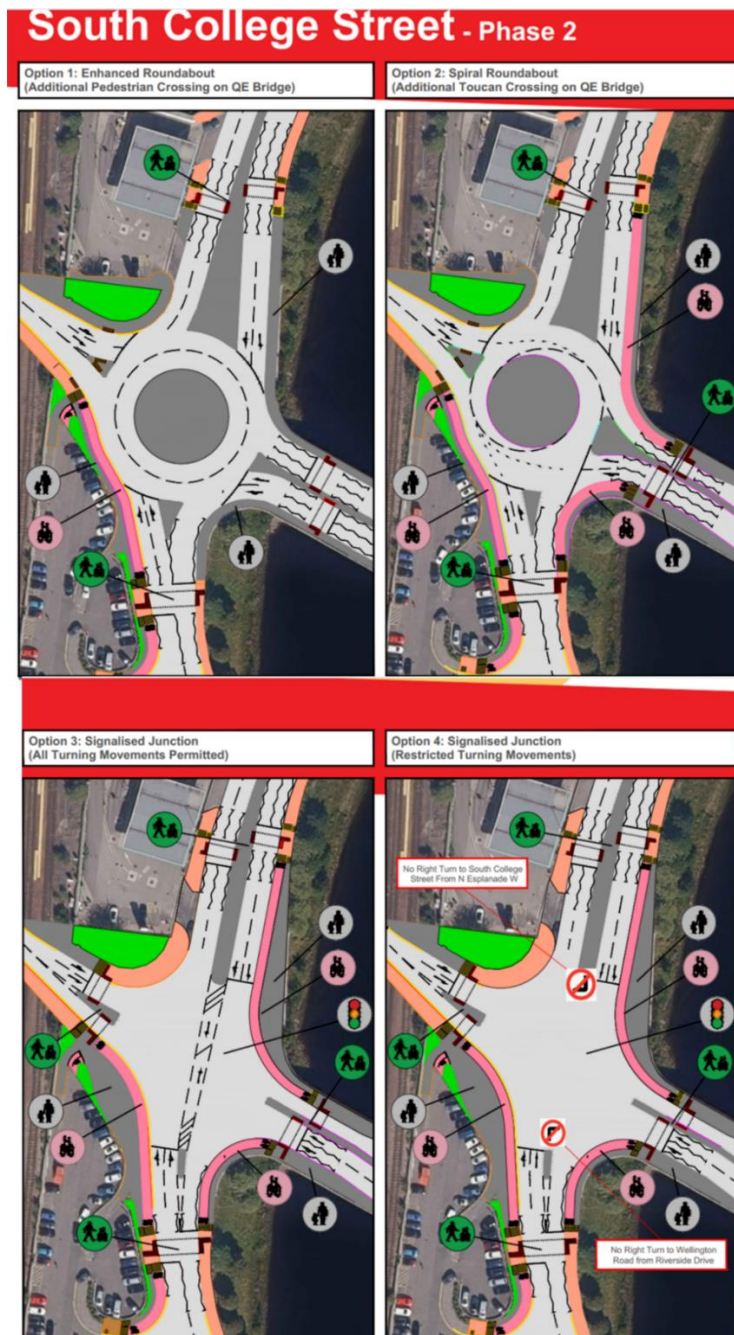 South College Street - Phase 2
Option 1: Enhanced Roundabout
(Additional Pedestrian Crossing on QE Bridge)
Option 2: Spiral Roundabout
(Additional Toucan Crossing on QE Bridge)
Option 3: Signalised Junction
(All Turning Movements Permitted)
Option 4: Signalised Junction
(Restricted Turning Movements)
No Right Turn to South College
Street From N Esplanade W
No Right Turn to Wellington
Road from Riverside Drive